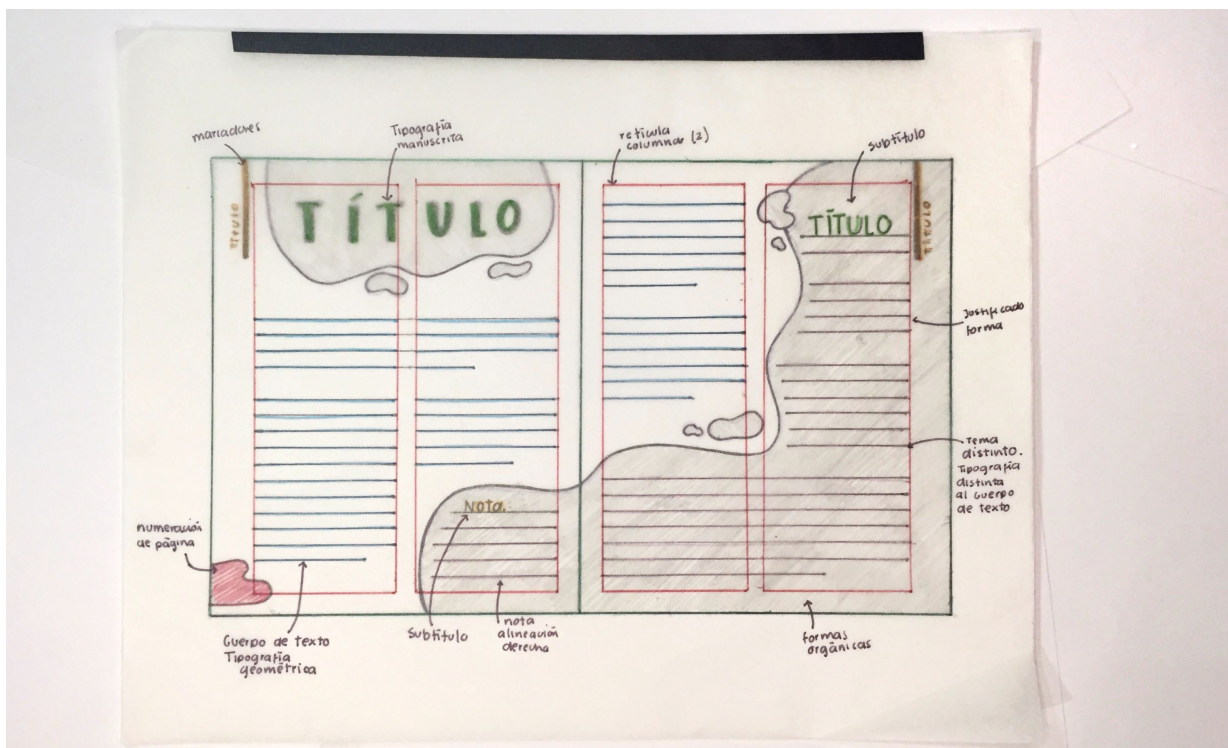 marcadores
Tipografía
manuscrita
retícula
columnar (2)
subtítulo
TÍTULO
TÍTULO
TÍTULO
TÍTULO
Justificado
forma
Tema
distinto.
Tipografía
distinta
al cuerpo
de texto
Nota.
numeración
de página
Cuerpo de texto
Tipografía
geométrica
Subtítulo
nota
alineación
derecha
formas
orgánicas